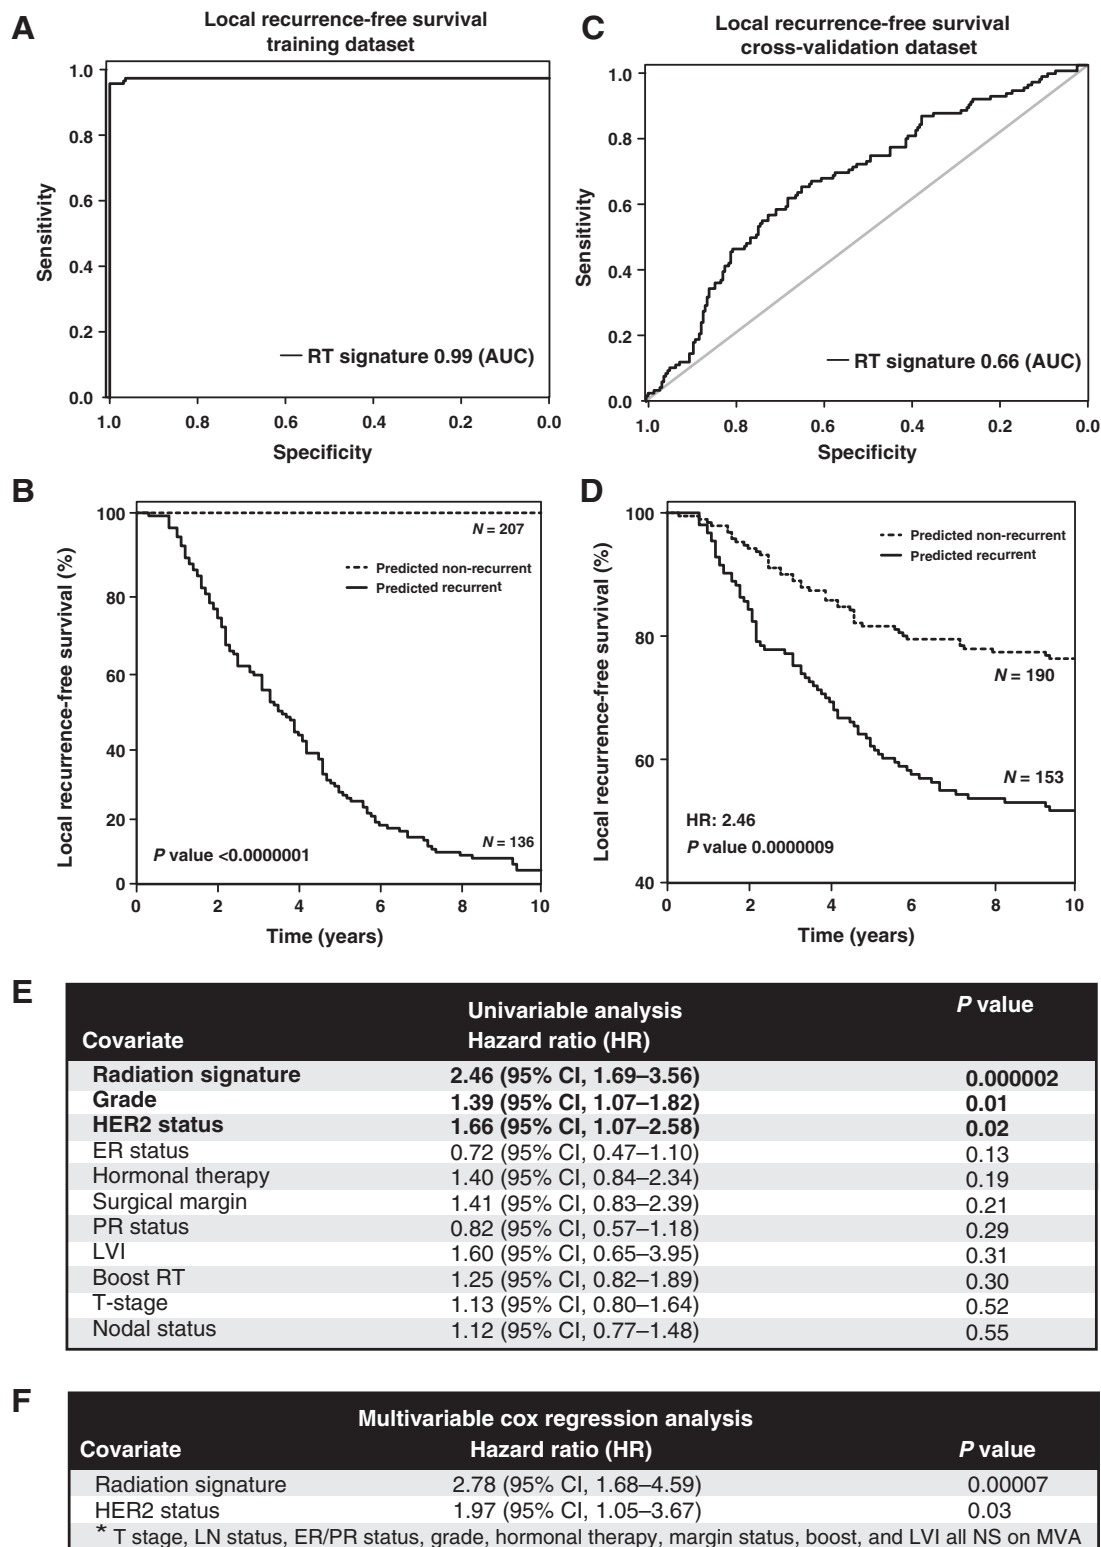 A
Local recurrence-free survival
training dataset
1.0
0.8
0.6
0.4
0.2
0.0
Sensitivity
RT signature 0.99 (AUC)
1.0 0.8 0.6 0.4 0.2 0.0
Specificity
C
Local recurrence-free survival
cross-validation dataset
1.0
0.8
0.6
0.4
0.2
0.0
Sensitivity
RT signature 0.66 (AUC)
1.0 0.8 0.6 0.4 0.2 0.0
Specificity
B
100
80
60
40
20
0
Local recurrence-free survival (%)
N = 207
Predicted non-recurrent
Predicted recurrent
N = 136
P value <0.0000001
0 2 4 6 8 10
Time (years)
D
100
80
60
40
Local recurrence-free survival (%)
Predicted non-recurrent
Predicted recurrent
N = 190
N = 153
HR: 2.46
P value 0.0000009
0 2 4 6 8 10
Time (years)
E
Univariable analysis P value
Covariate Hazard ratio (HR)
Radiation signature 2.46 (95% CI, 1.69–3.56) 0.000002
Grade 1.39 (95% CI, 1.07–1.82) 0.01
HER2 status 1.66 (95% CI, 1.07–2.58) 0.02
ER status 0.72 (95% CI, 0.47–1.10) 0.13
Hormonal therapy 1.40 (95% CI, 0.84–2.34) 0.19
Surgical margin 1.41 (95% CI, 0.83–2.39) 0.21
PR status 0.82 (95% CI, 0.57–1.18) 0.29
LVI 1.60 (95% CI, 0.65–3.95) 0.31
Boost RT 1.25 (95% CI, 0.82–1.89) 0.30
T-stage 1.13 (95% CI, 0.80–1.64) 0.52
Nodal status 1.12 (95% CI, 0.77–1.48) 0.55
F
Multivariable cox regression analysis
Covariate Hazard ratio (HR) P value
Radiation signature 2.78 (95% CI, 1.68–4.59) 0.00007
HER2 status 1.97 (95% CI, 1.05–3.67) 0.03
* T stage, LN status, ER/PR status, grade, hormonal therapy, margin status, boost, and LVI all NS on MVA